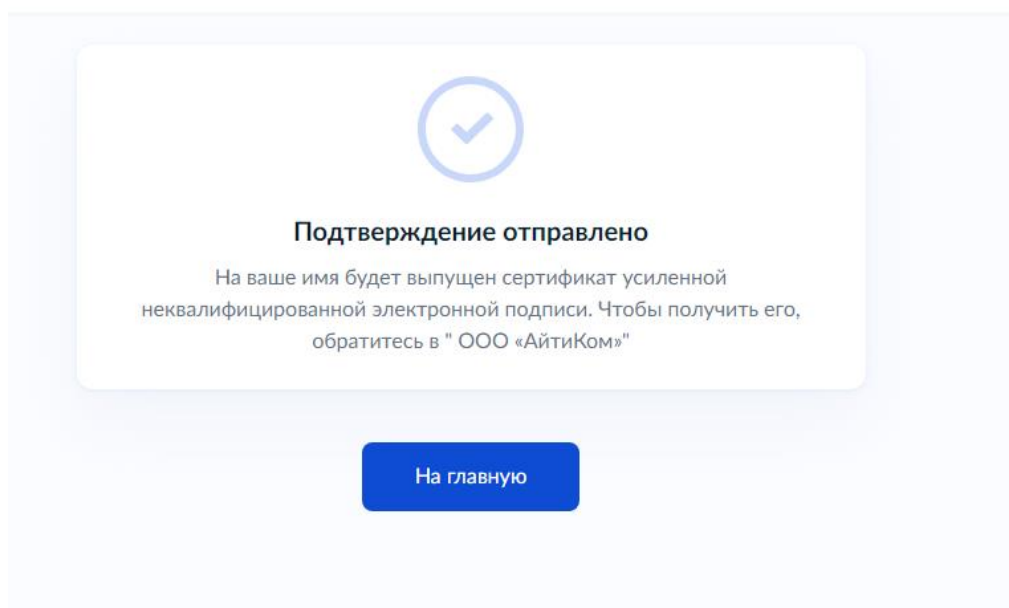 Подтверждение отправлено
На ваше имя будет выпущен сертификат усиленной
неквалифицированной электронной подписи. Чтобы получить его,
обратитесь в " ООО «АйтиКом»"
На главную